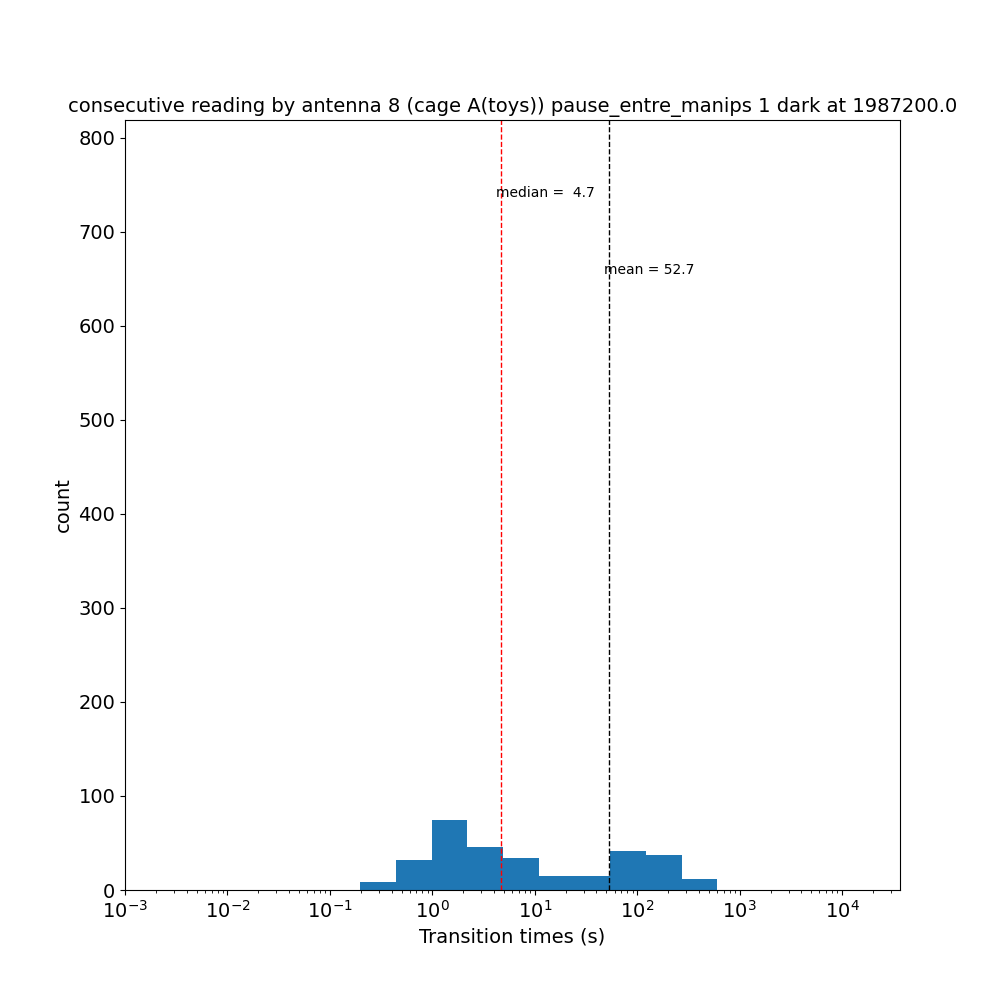 consecutive reading by antenna 8 (cage A(toys)) pause_entre_manips 1 dark at 1987200.0
800
median =  4.7
700
mean = 52.7
600
500
count
400
300
200
100
0
10⁻³ 10⁻² 10⁻¹ 10⁰ 10¹ 10² 10³ 10⁴
Transition times (s)